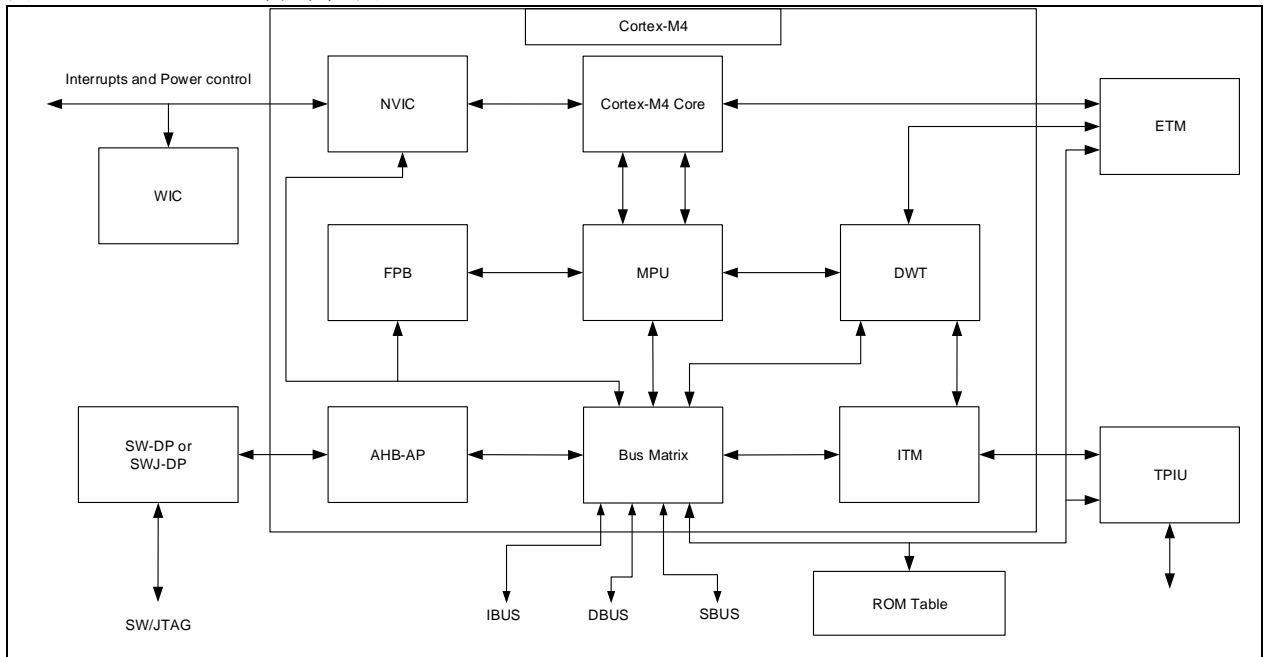 Cortex-M4
Interrupts and Power control
NVIC
Cortex-M4 Core
ETM
WIC
FPB
MPU
DWT
SW-DP or
SWJ-DP
AHB-AP
Bus Matrix
ITM
TPIU
IBUS
DBUS
SBUS
ROM Table
SW/JTAG